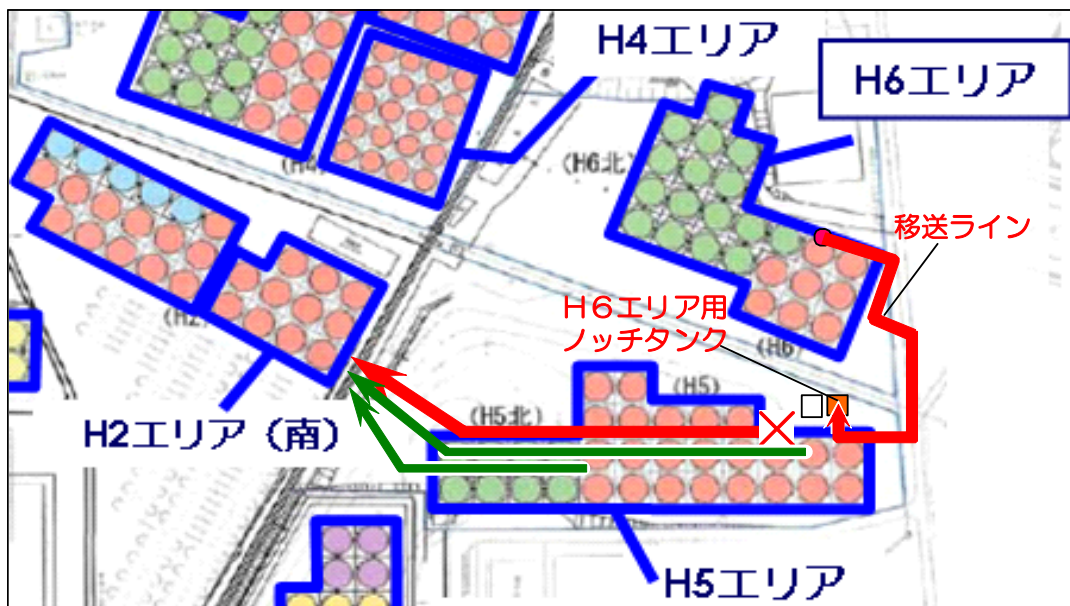 H4エリア
H6エリア
(H4)
(H6北)
移送ライン
H6エリア用
ノッチタンク
(H2)
(H6)
(H5)
(H5北)
H2エリア(南)
H5エリア